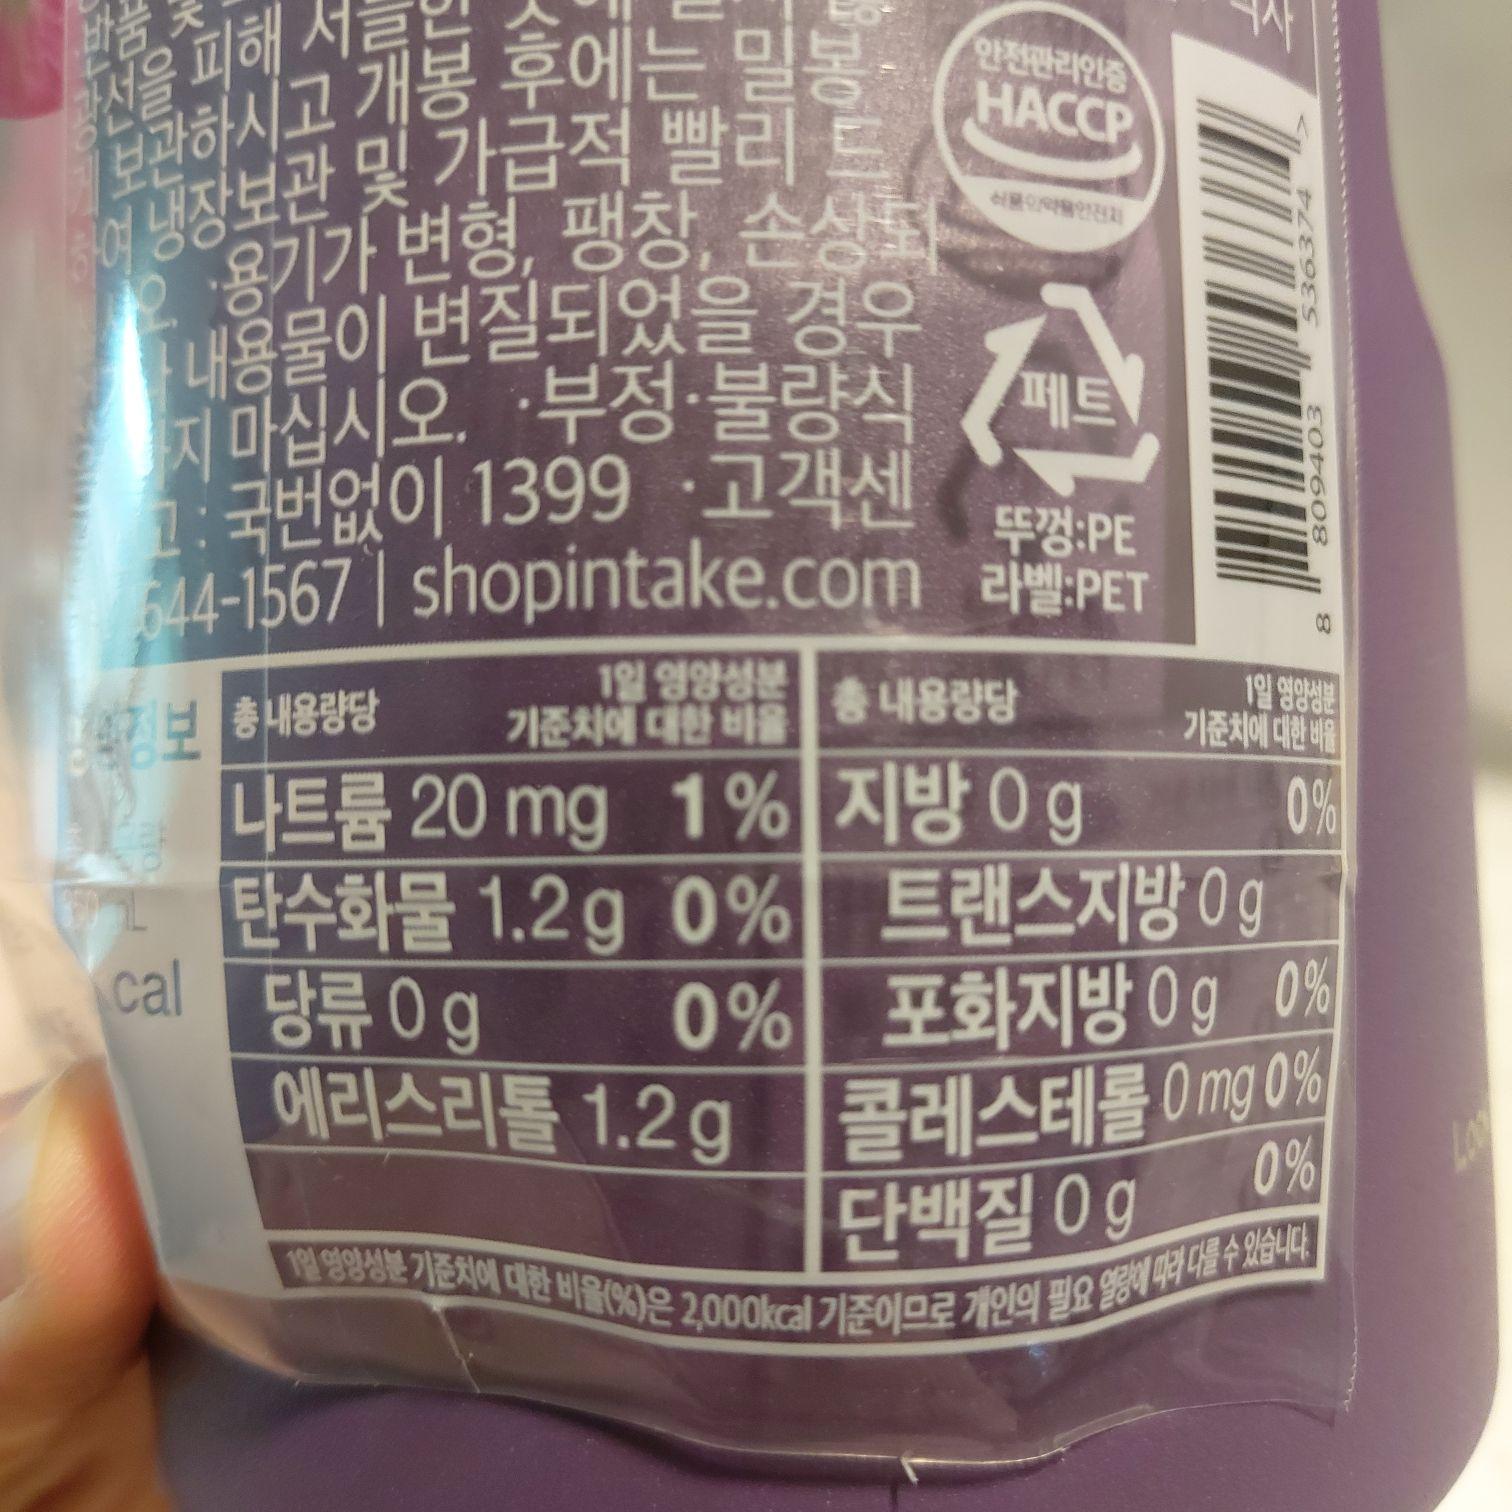 피해 서늘한
보관하시고 개봉 후에는 밀봉
냉장보관 및 가급적 빨리 드
·용기가 변형, 팽창, 손상되
내용물이 변질되었을 경우
마십시오. ·부정·불량식
고: 국번없이 1399 ·고객센
544-1567 | shopintake.com
안전관리인증
HACCP
페트
뚜껑:PE
라벨:PET
8 809403 536374 >
정보
cal
총 내용량당 1일 영양성분
기준치에 대한 비율
나트륨 20 mg 1%
탄수화물 1.2 g 0%
당류 0 g 0%
에리스리톨 1.2 g
총 내용량당 1일 영양성분
기준치에 대한 비율
지방 0 g 0%
트랜스지방 0 g
포화지방 0 g 0%
콜레스테롤 0 mg 0%
단백질 0 g 0%
1일 영양성분 기준치에 대한 비율(%)은 2,000kcal 기준이므로 개인의 필요 열량에 따라 다를 수 있습니다.